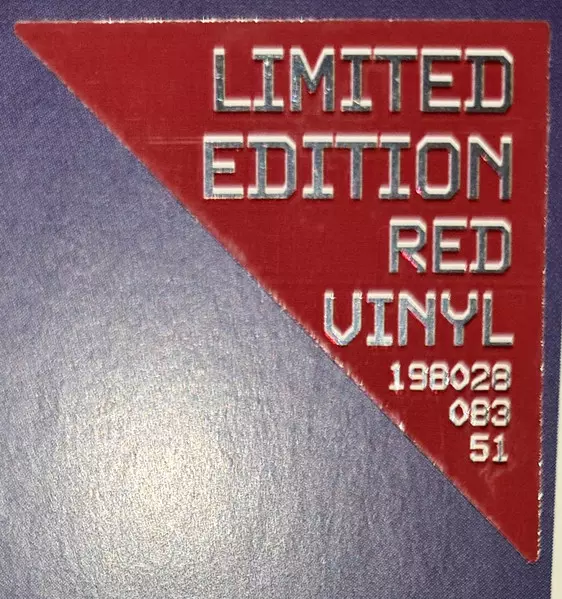 LIMITED
EDITION
RED
VINYL
198028
083
51